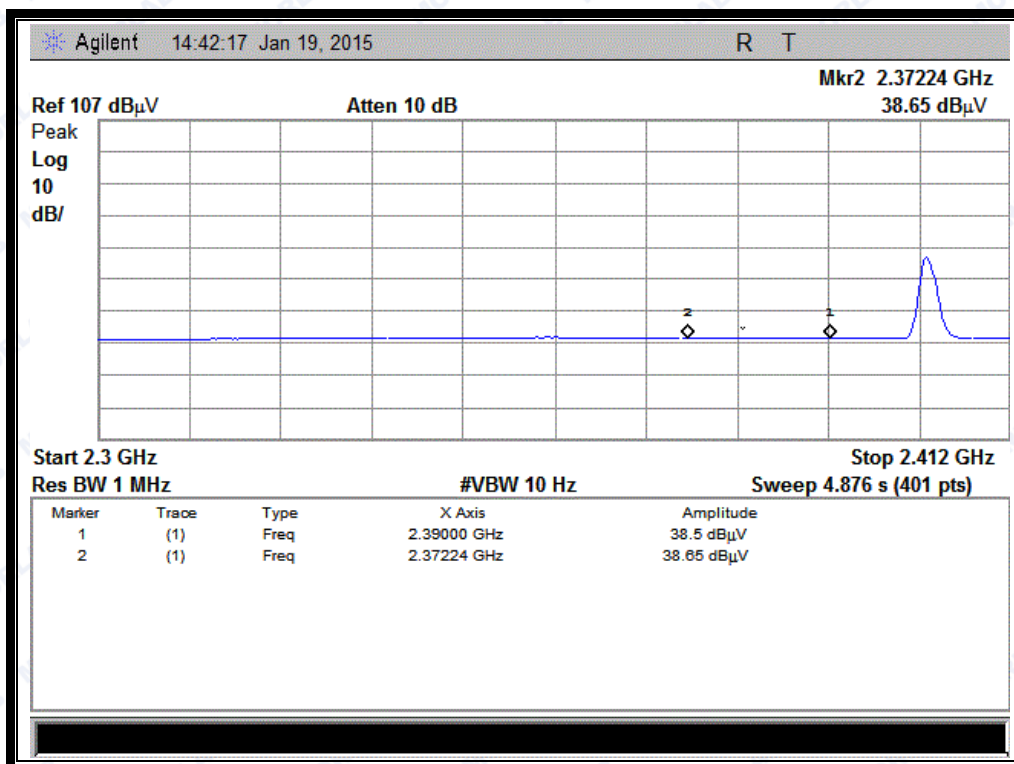 Agilent 14:42:17 Jan 19, 2015 R T
Mkr2 2.37224 GHz
Ref 107 dBµV Atten 10 dB 38.65 dBµV
Peak
Log
10
dB/
2 1
Start 2.3 GHz Stop 2.412 GHz
Res BW 1 MHz #VBW 10 Hz Sweep 4.876 s (401 pts)
Marker Trace Type X Axis Amplitude
1 (1) Freq 2.39000 GHz 38.5 dBµV
2 (1) Freq 2.37224 GHz 38.65 dBµV